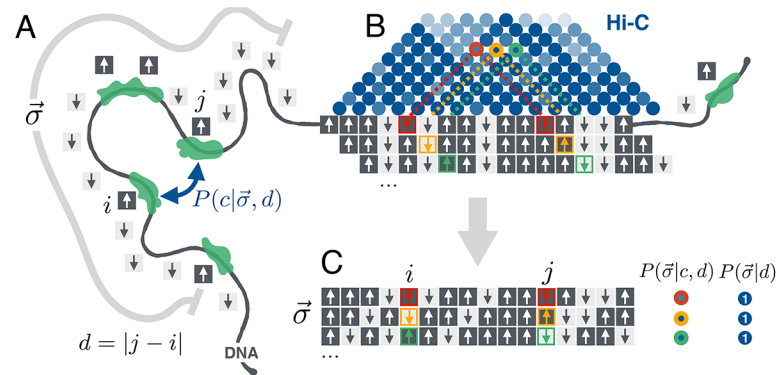 A
B
Hi-C
j
i
σ⃗
P(c|σ⃗, d)
d = |j − i|
DNA
...
C
i
j
P(σ⃗|c, d) P(σ⃗|d)
σ⃗
1
1
1
...